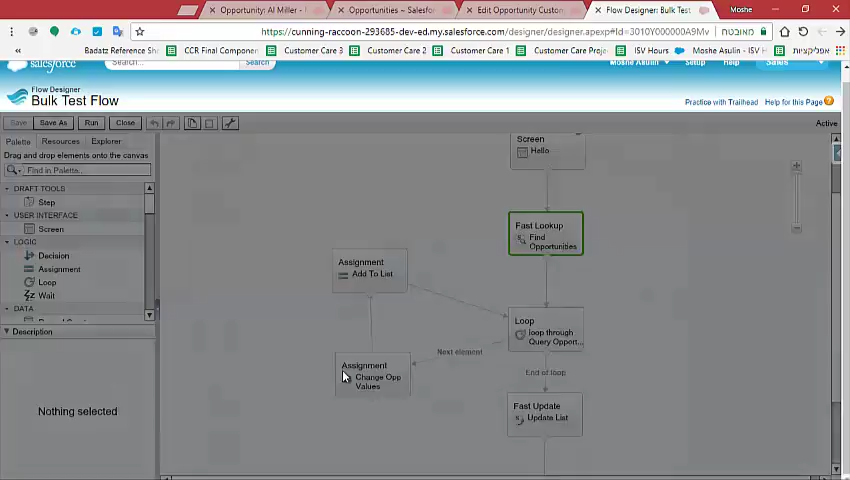 Opportunity: Al Miller -
Opportunities ~ Salesfor
Edit Opportunity Custom
Flow Designer: Bulk Test
Moshe
https://cunning-raccoon-293685-dev-ed.my.salesforce.com/designer/designer.apexp#Id=3010Y000000A9Mv
מאובטח
Badatz Reference Sh
CCR Final Componen
Customer Care 3
Customer Care 2
Customer Care Proje
ISV Hours
Moshe Asulin - ISV H
אפליקציות
salesforce
Search...
Search
Moshe Asulin
Setup
Help
Sales
Flow Designer
Bulk Test Flow
Practice with Trailhead
Help for this Page
Save
Save As
Run
Close
Active
Palette
Resources
Explorer
Drag and drop elements onto the canvas
Find in Palette...
DRAFT TOOLS
Step
USER INTERFACE
Screen
LOGIC
Decision
Assignment
Loop
Wait
DATA
Description
Nothing selected
Screen
Hello
Fast Lookup
Find
Opportunities
Assignment
Add To List
Loop
loop through
Query Opport...
Next element
Assignment
Change Opp
Values
End of loop
Fast Update
Update List